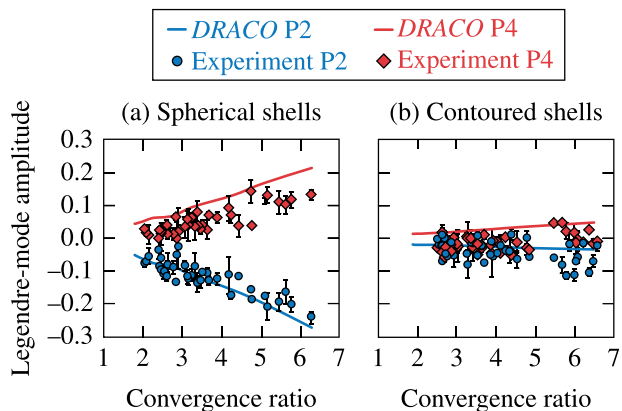 DRACO P2 DRACO P4
Experiment P2 Experiment P4
(a) Spherical shells (b) Contoured shells
Legendre-mode amplitude
0.3
0.2
0.1
0.0
−0.1
−0.2
−0.3
1 2 3 4 5 6 7 1 2 3 4 5 6 7
Convergence ratio Convergence ratio